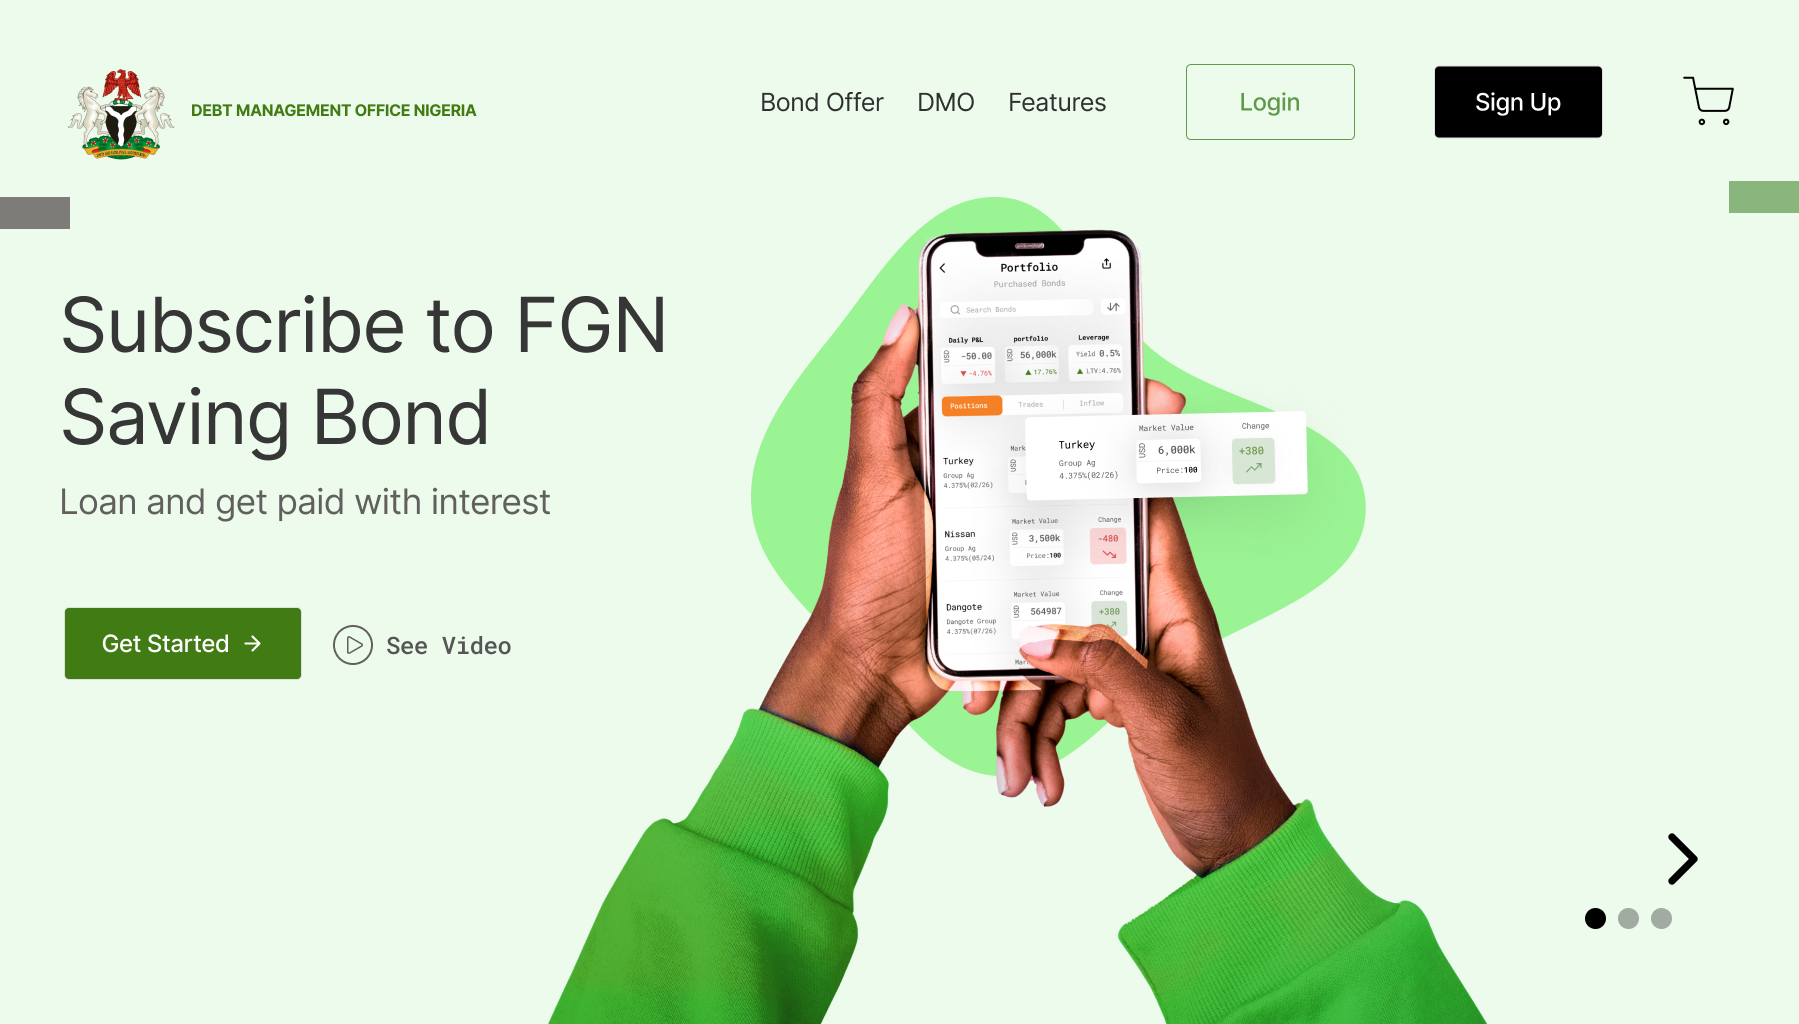 DEBT MANAGEMENT OFFICE NIGERIA
Bond Offer DMO Features Login Sign Up
Subscribe to FGN
Saving Bond
Loan and get paid with interest
Get Started
See Video
Portfolio
Purchased Bonds
Search Bonds
Daily P&L portfolio Leverage
USD -50.00 USD 56,000k Yield 0.5%
-4.76% 17.76% LTV:4.76%
Positions Trades Inflow
Market Value Change
Turkey USD 6,000k +380
Group Ag Price:100
4.375%(02/26)
Mark
Turkey USD
Group Ag
4.375%(02/26)
Market Value Change
Nissan USD 3,500k -480
Group Ag Price:100
4.375%(05/24)
Market Value Change
Dangote USD 564987 +380
Dangote Group
4.375%(07/26)
Mar